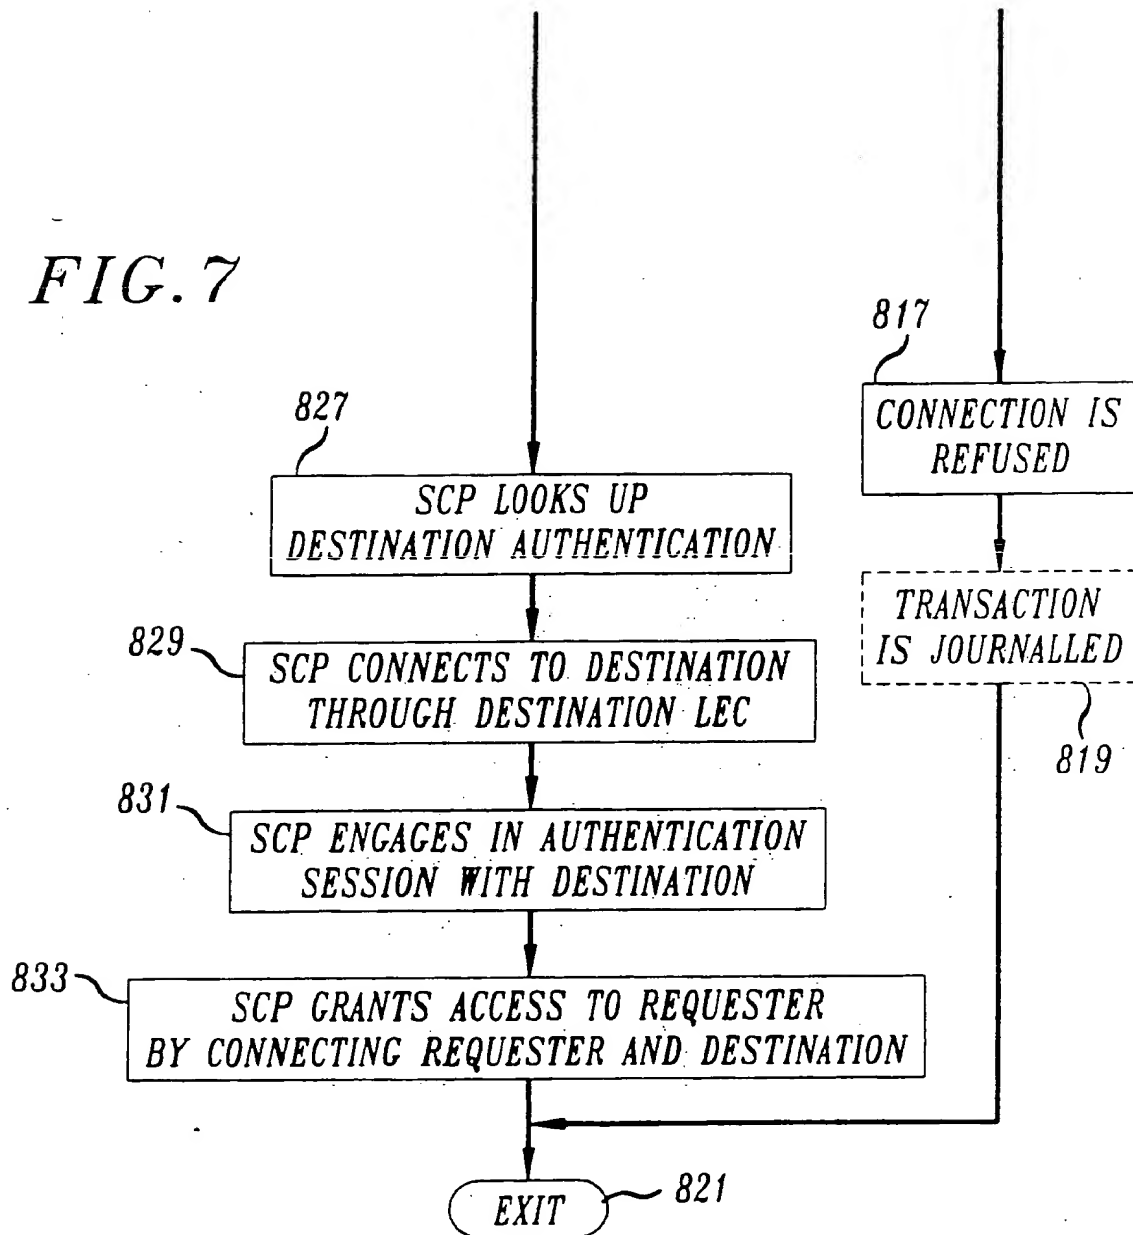 FIG. 7
817
CONNECTION IS
REFUSED
827
SCP LOOKS UP
DESTINATION AUTHENTICATION
TRANSACTION
IS JOURNALLED
819
829
SCP CONNECTS TO DESTINATION
THROUGH DESTINATION LEC
831
SCP ENGAGES IN AUTHENTICATION
SESSION WITH DESTINATION
833
SCP GRANTS ACCESS TO REQUESTER
BY CONNECTING REQUESTER AND DESTINATION
EXIT
821